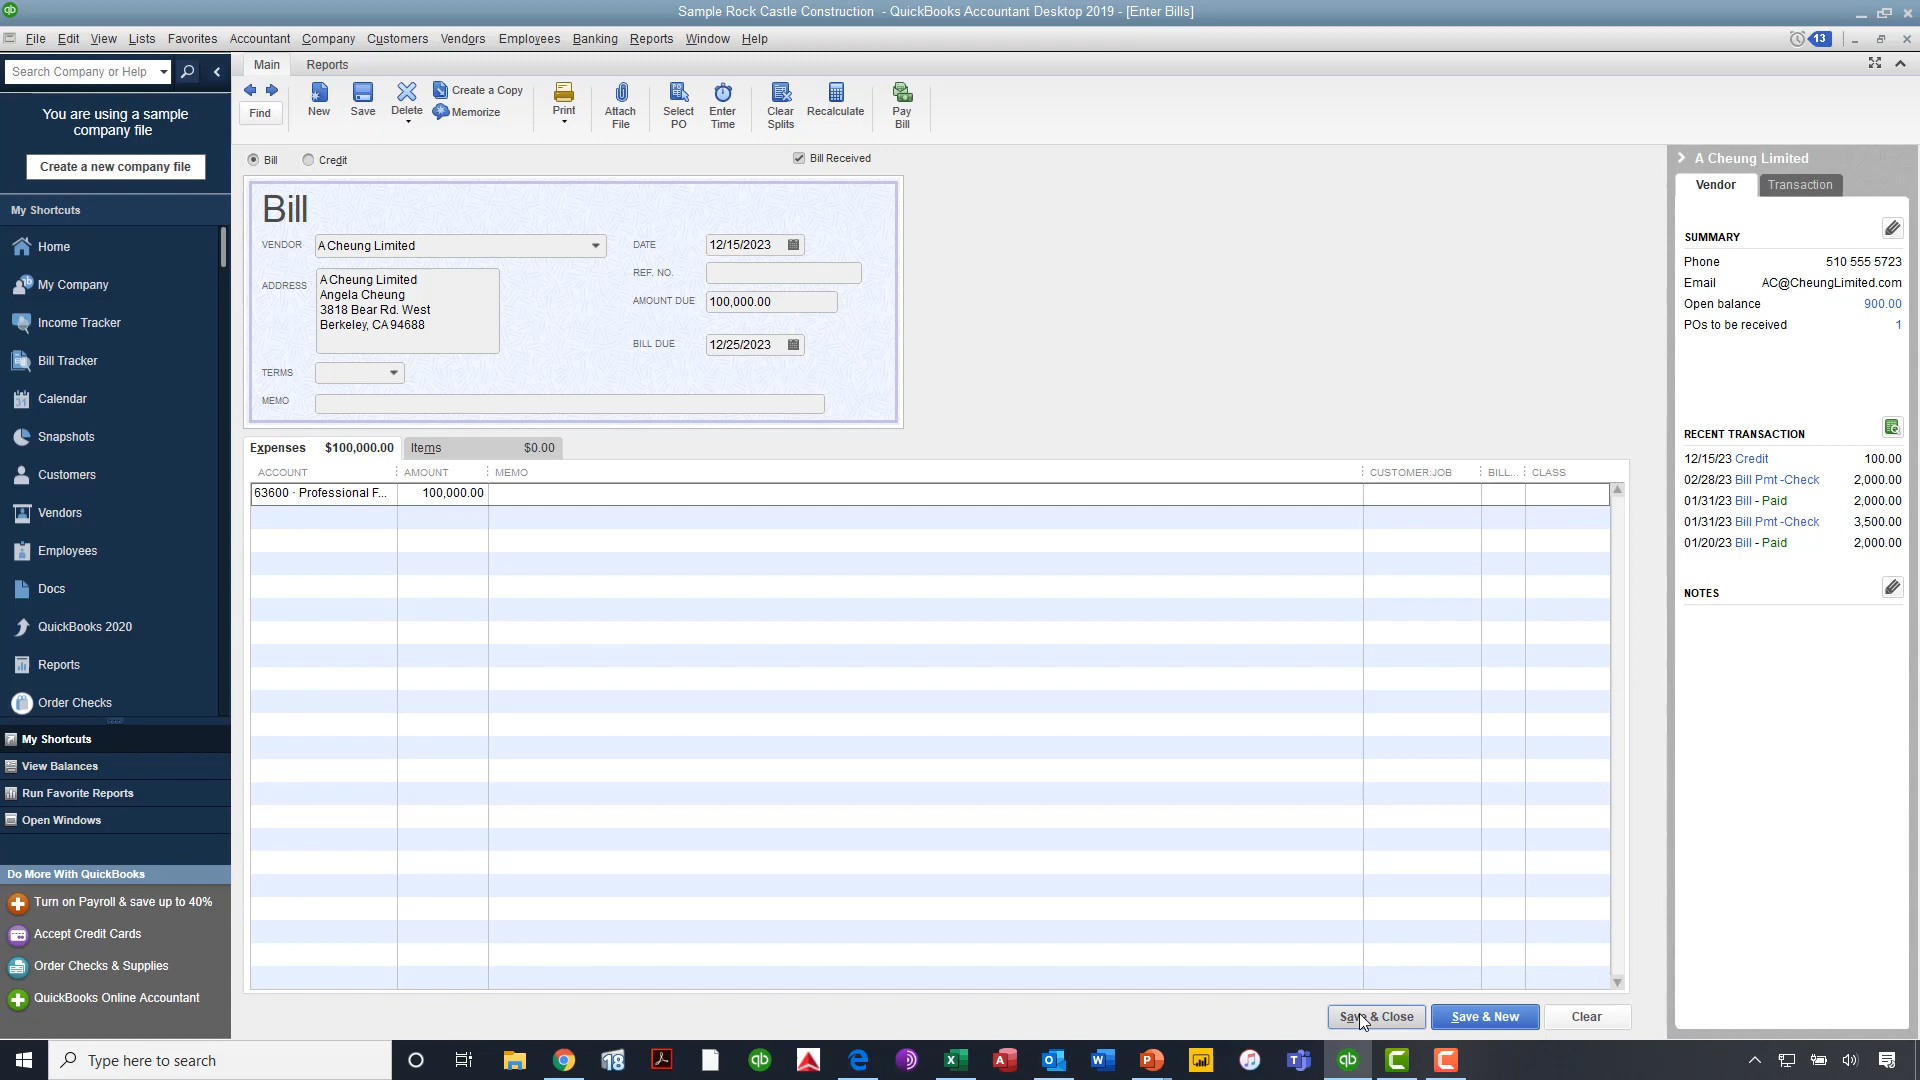 Sample Rock Castle Construction - QuickBooks Accountant Desktop 2019 - [Enter Bills]
File Edit View Lists Favorites Accountant Company Customers Vendors Employees Banking Reports Window Help
13
Search Company or Help
Main Reports
You are using a sample
company file
Create a new company file
Find
New
Save
Delete
Create a Copy
Memorize
Print
Attach
File
Select
PO
Enter
Time
Clear
Splits
Recalculate
Pay
Bill
My Shortcuts
Home
My Company
Income Tracker
Bill Tracker
Calendar
Snapshots
Customers
Vendors
Employees
Docs
QuickBooks 2020
Reports
Order Checks
My Shortcuts
View Balances
Run Favorite Reports
Open Windows
Do More With QuickBooks
Turn on Payroll & save up to 40%
Accept Credit Cards
Order Checks & Supplies
QuickBooks Online Accountant
Bill Credit
Bill Received
Bill
VENDOR A Cheung Limited
ADDRESS
A Cheung Limited
Angela Cheung
3818 Bear Rd. West
Berkeley, CA 94688
TERMS
MEMO
DATE 12/15/2023
REF. NO.
AMOUNT DUE 100,000.00
BILL DUE 12/25/2023
Expenses $100,000.00 Items $0.00
ACCOUNT AMOUNT MEMO CUSTOMER:JOB BILL... CLASS
63600 · Professional F... 100,000.00
Save & Close Save & New Clear
A Cheung Limited
Vendor Transaction
SUMMARY
Phone 510 555 5723
Email AC@CheungLimited.com
Open balance 900.00
POs to be received 1
RECENT TRANSACTION
12/15/23 Credit 100.00
02/28/23 Bill Pmt -Check 2,000.00
01/31/23 Bill - Paid 2,000.00
01/31/23 Bill Pmt -Check 3,500.00
01/20/23 Bill - Paid 2,000.00
NOTES
Type here to search